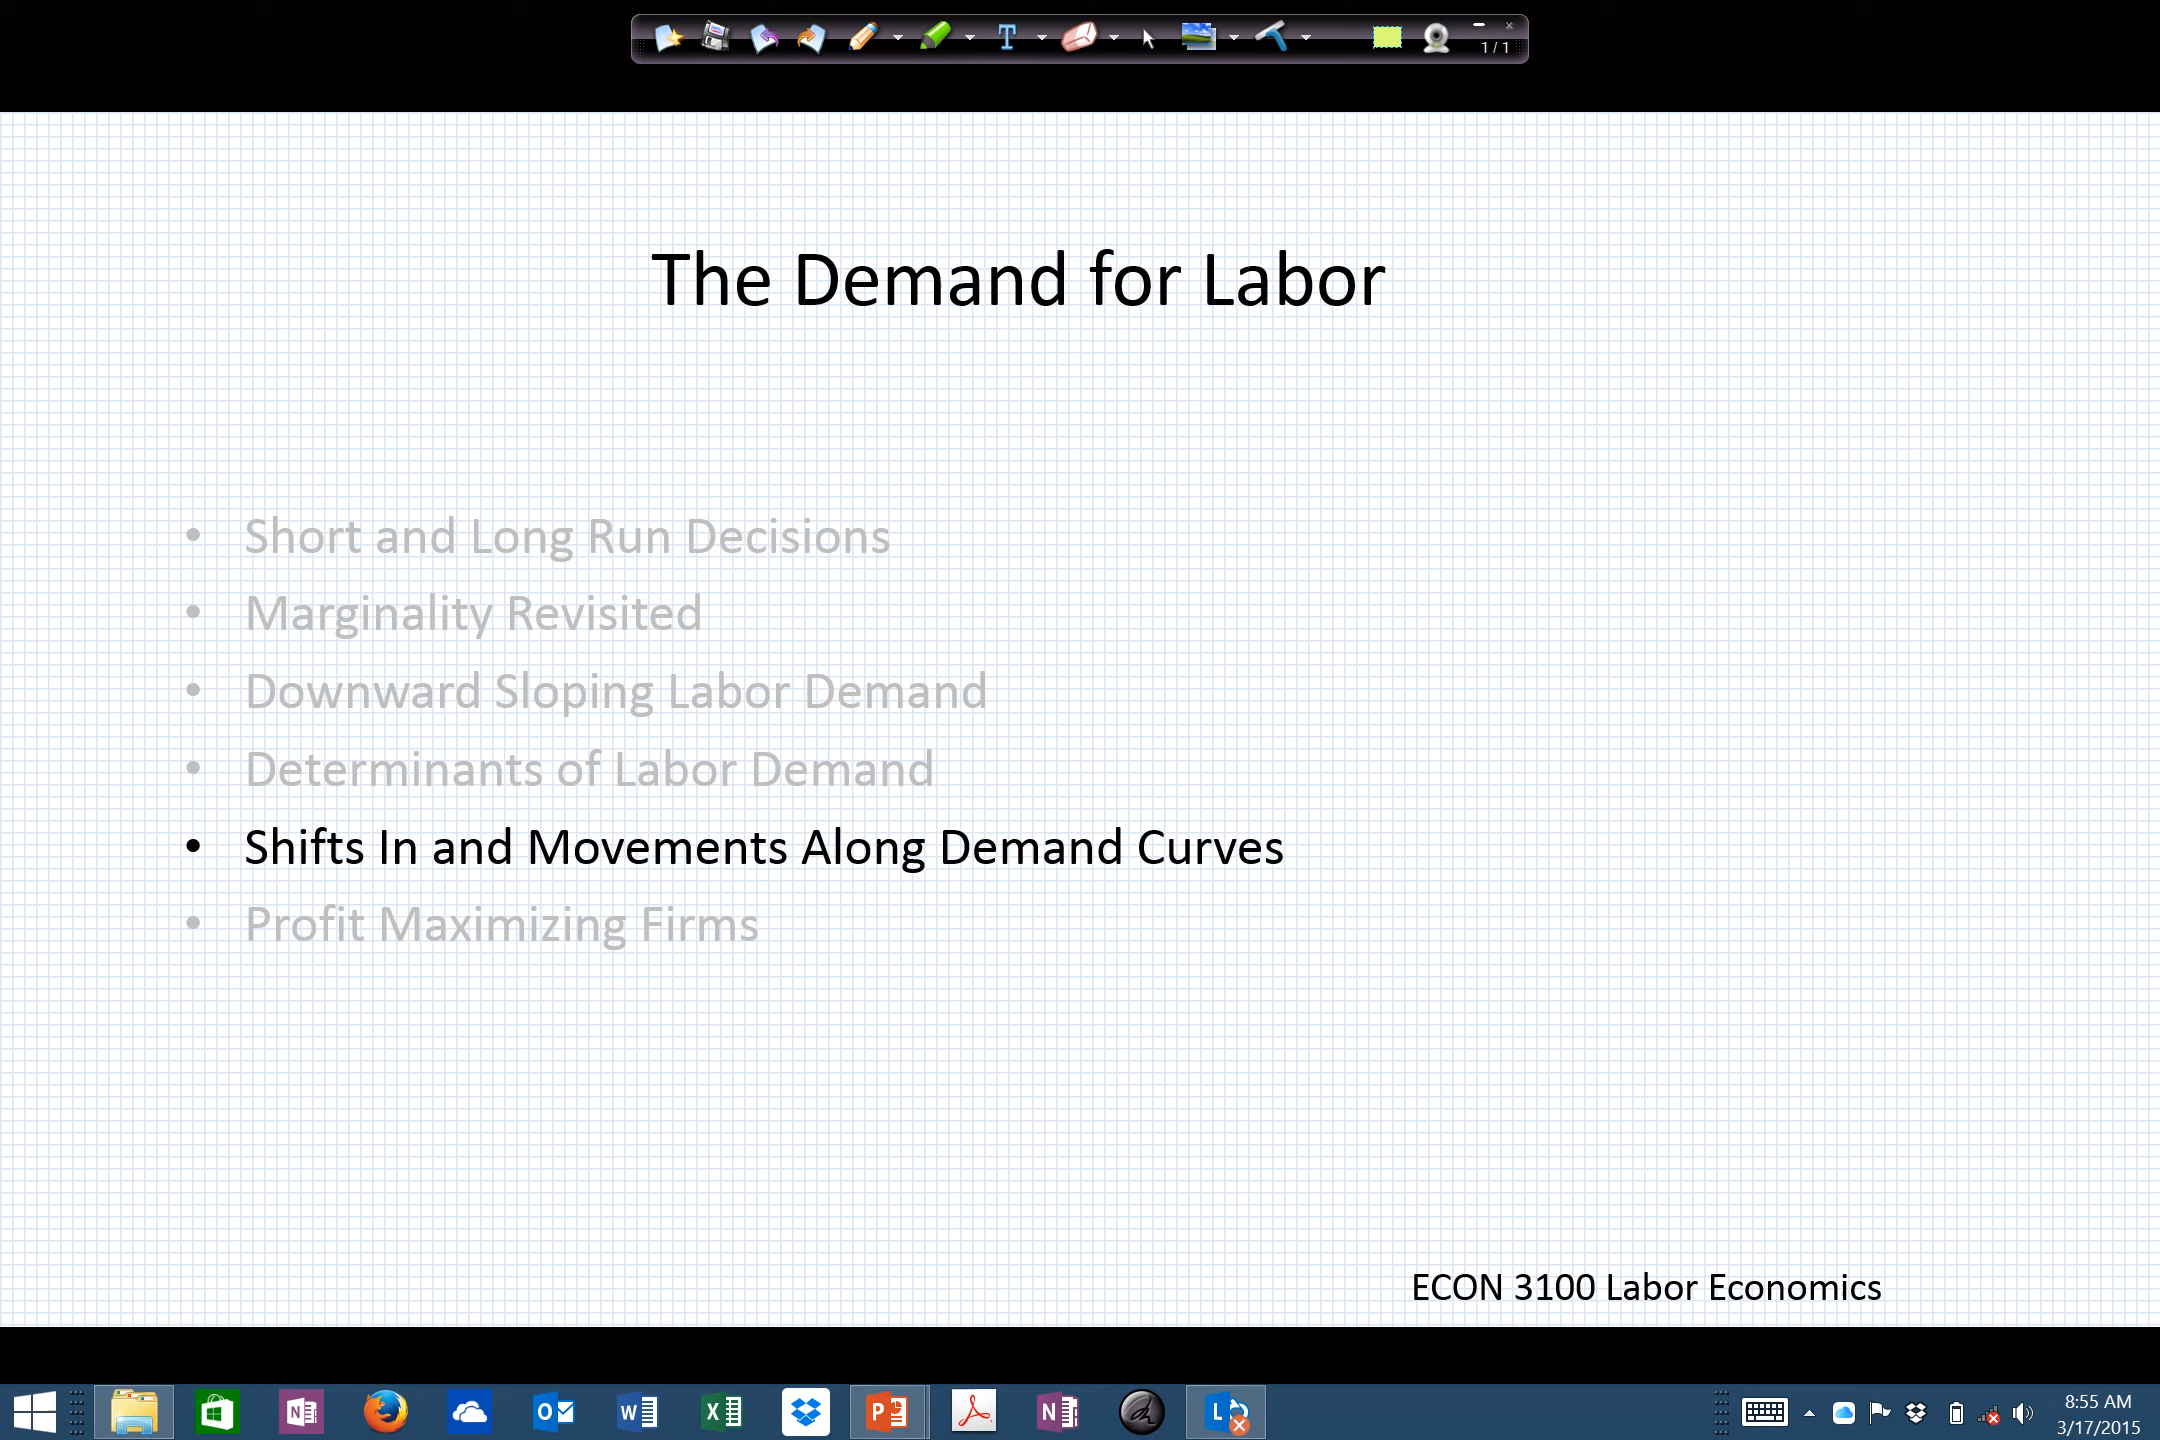 T
1 / 1
The Demand for Labor
• Short and Long Run Decisions
• Marginality Revisited
• Downward Sloping Labor Demand
• Determinants of Labor Demand
• Shifts In and Movements Along Demand Curves
• Profit Maximizing Firms
ECON 3100 Labor Economics
8:55 AM
3/17/2015